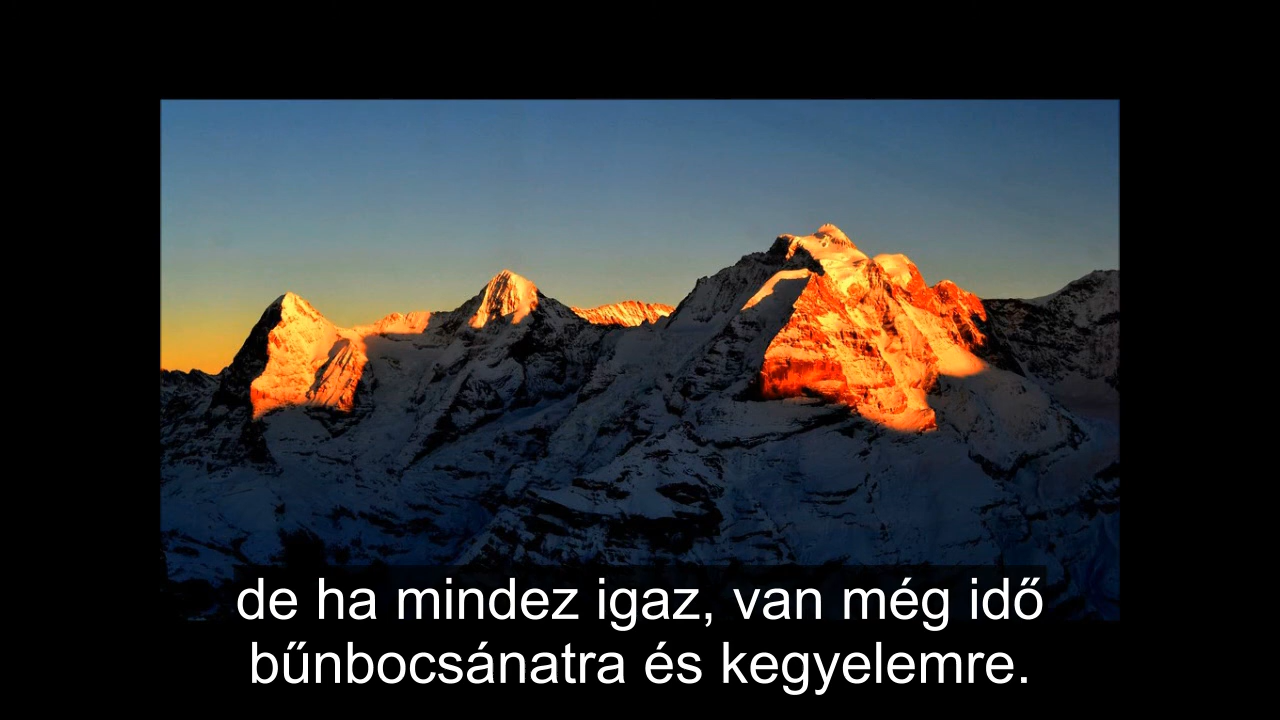 de ha mindez igaz, van még idő
bűnbocsánatra és kegyelemre.